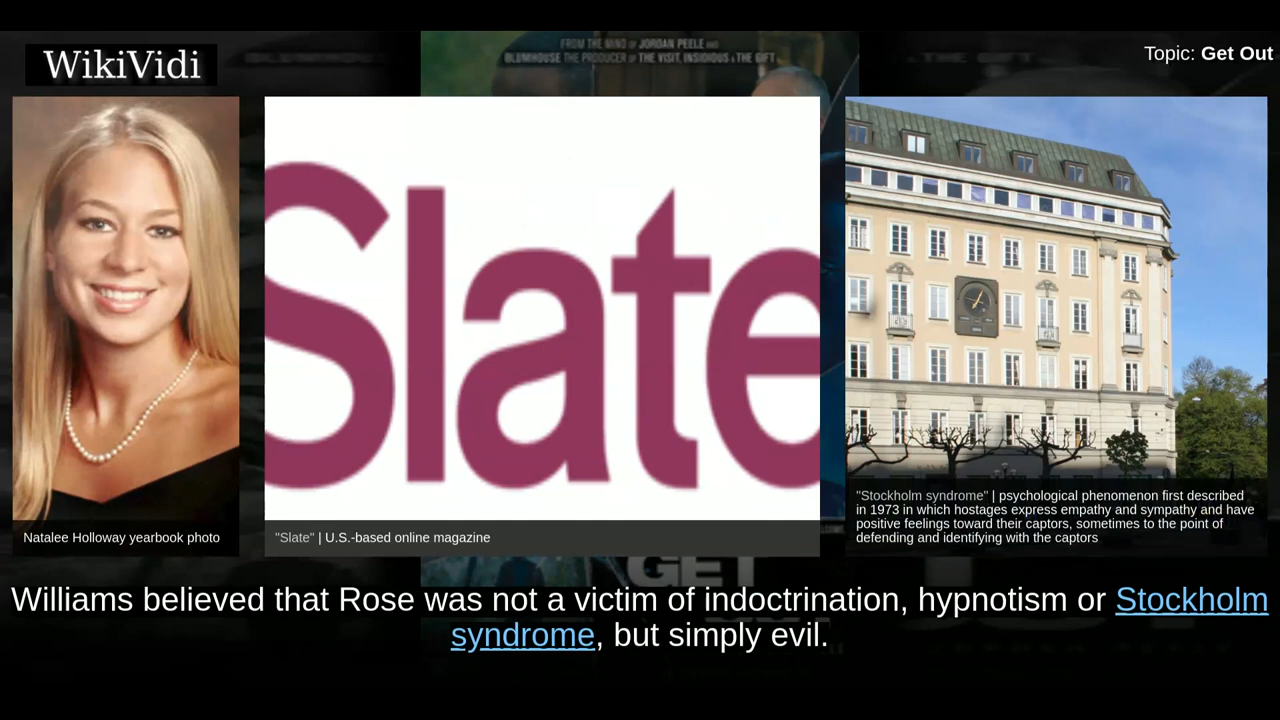 FROM THE MIND OF JORDAN PEELE AND
BLUMHOUSE THE PRODUCER OF THE VISIT, INSIDIOUS & THE GIFT
WikiVidi
Topic: Get Out
Slate
Natalee Holloway yearbook photo
"Slate" | U.S.-based online magazine
"Stockholm syndrome" | psychological phenomenon first described
in 1973 in which hostages express empathy and sympathy and have
positive feelings toward their captors, sometimes to the point of
defending and identifying with the captors
GET
Williams believed that Rose was not a victim of indoctrination, hypnotism or Stockholm
syndrome, but simply evil.